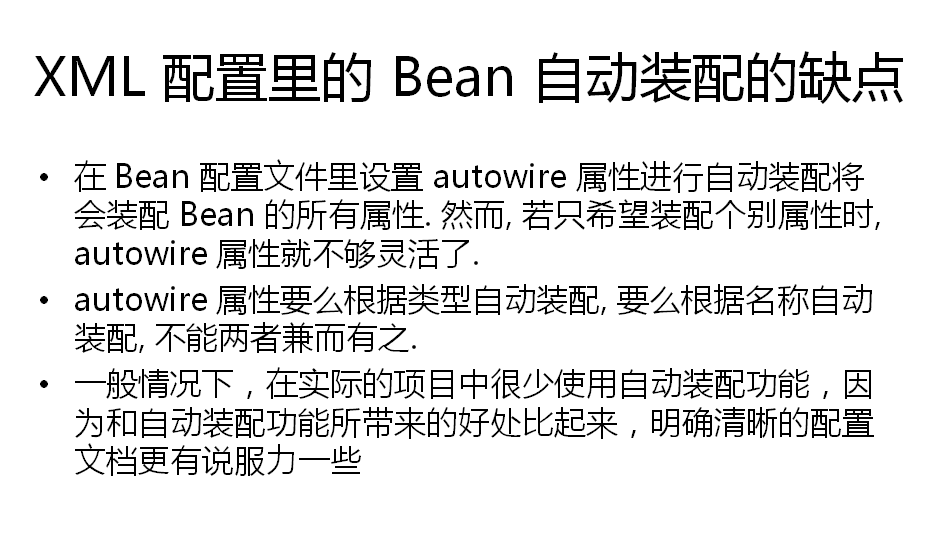 XML 配置里的 Bean 自动装配的缺点
• 在 Bean 配置文件里设置 autowire 属性进行自动装配将
会装配 Bean 的所有属性. 然而, 若只希望装配个别属性时,
autowire 属性就不够灵活了.
• autowire 属性要么根据类型自动装配, 要么根据名称自动
装配, 不能两者兼而有之.
• 一般情况下，在实际的项目中很少使用自动装配功能，因
为和自动装配功能所带来的好处比起来，明确清晰的配置
文档更有说服力一些